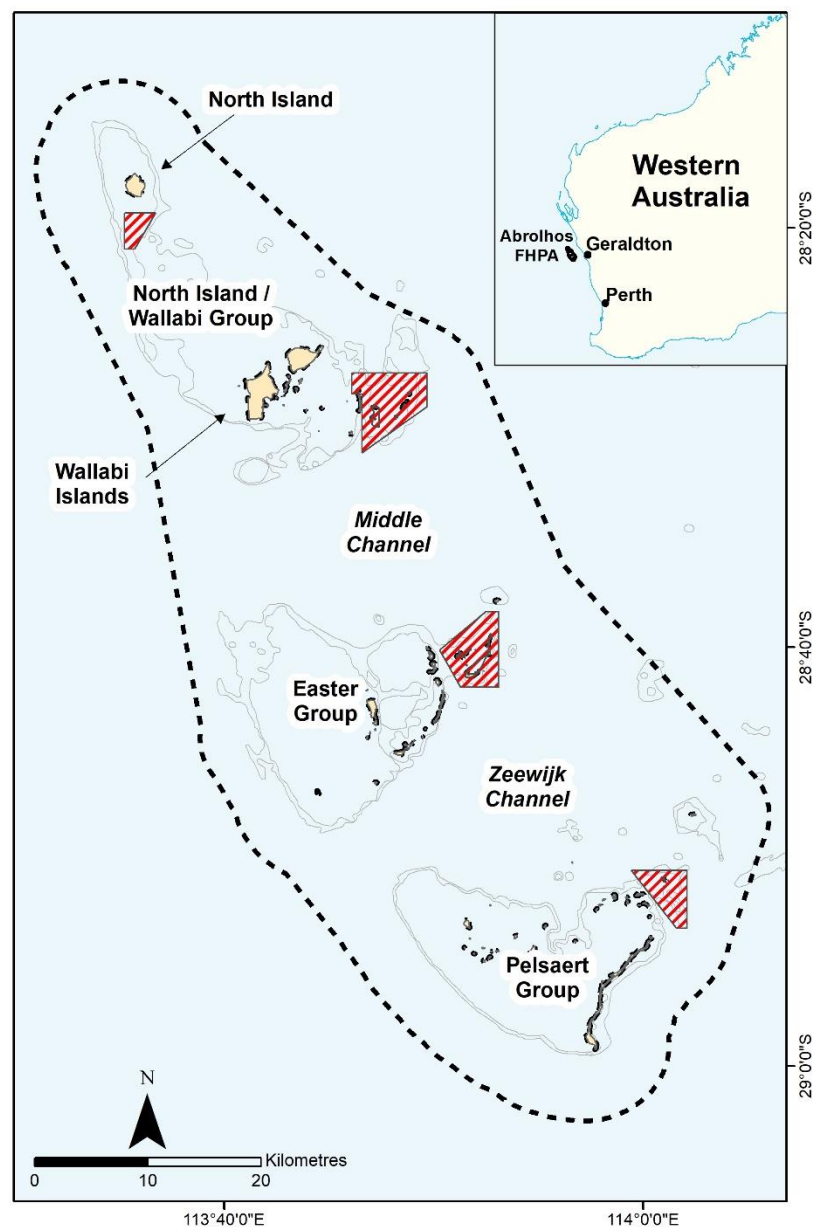 North Island
Western
Australia
Abrolhos
FHPA
Geraldton
Perth
28°20'0"S
North Island /
Wallabi Group
Wallabi
Islands
Middle
Channel
28°40'0"S
Easter
Group
Zeewijk
Channel
Pelsaert
Group
29°0'0"S
N
Kilometres
0
10
20
113°40'0"E
114°0'0"E